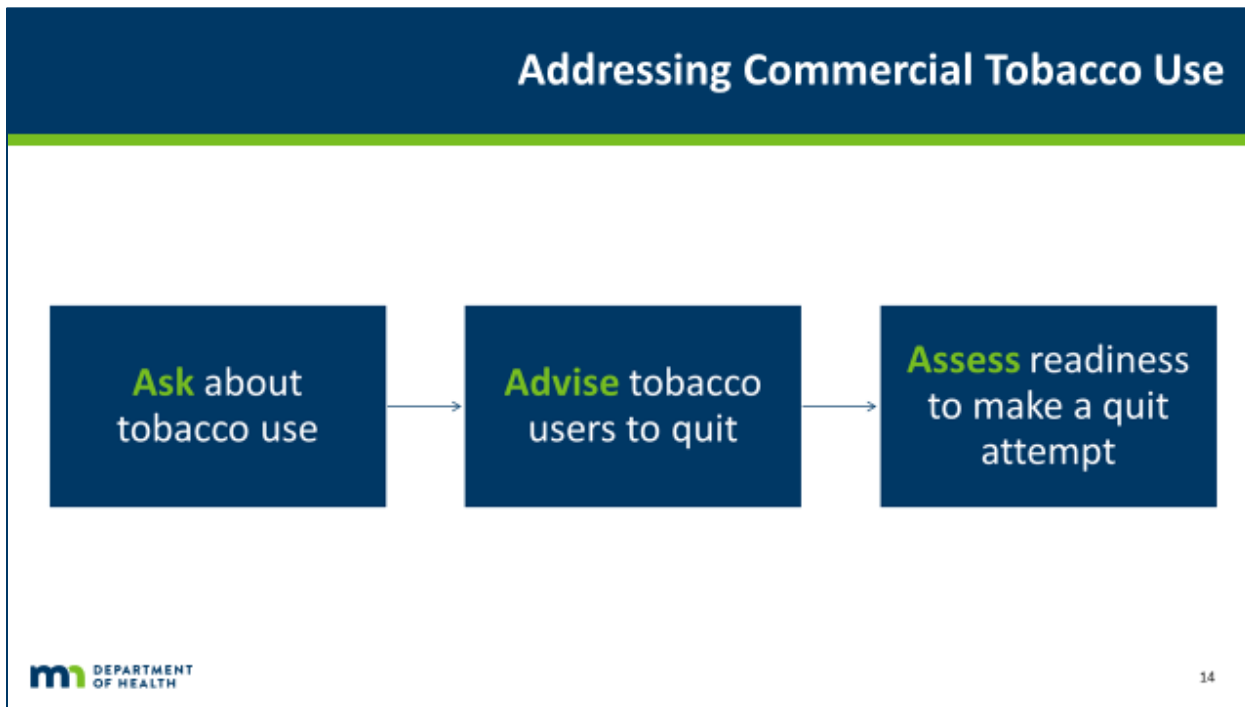 Addressing Commercial Tobacco Use
Ask about
tobacco use
Advise tobacco
users to quit
Assess readiness
to make a quit
attempt
mn DEPARTMENT
OF HEALTH
14